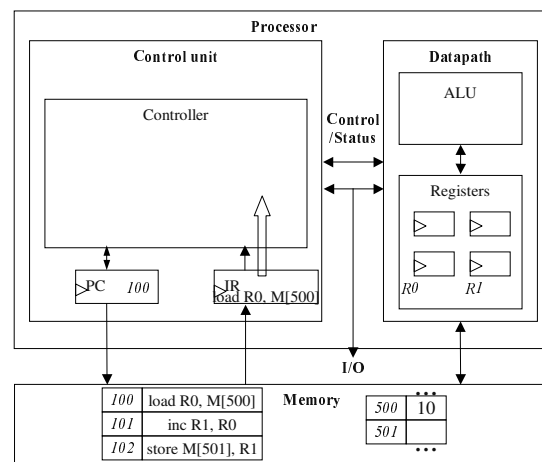 Processor
Control unit
Datapath
Controller
ALU
Control
/Status
Registers
PC 100
IR
load R0, M[500]
R0 R1
I/O
Memory
100 load R0, M[500]
101 inc R1, R0
102 store M[501], R1
...
500 10
501
...